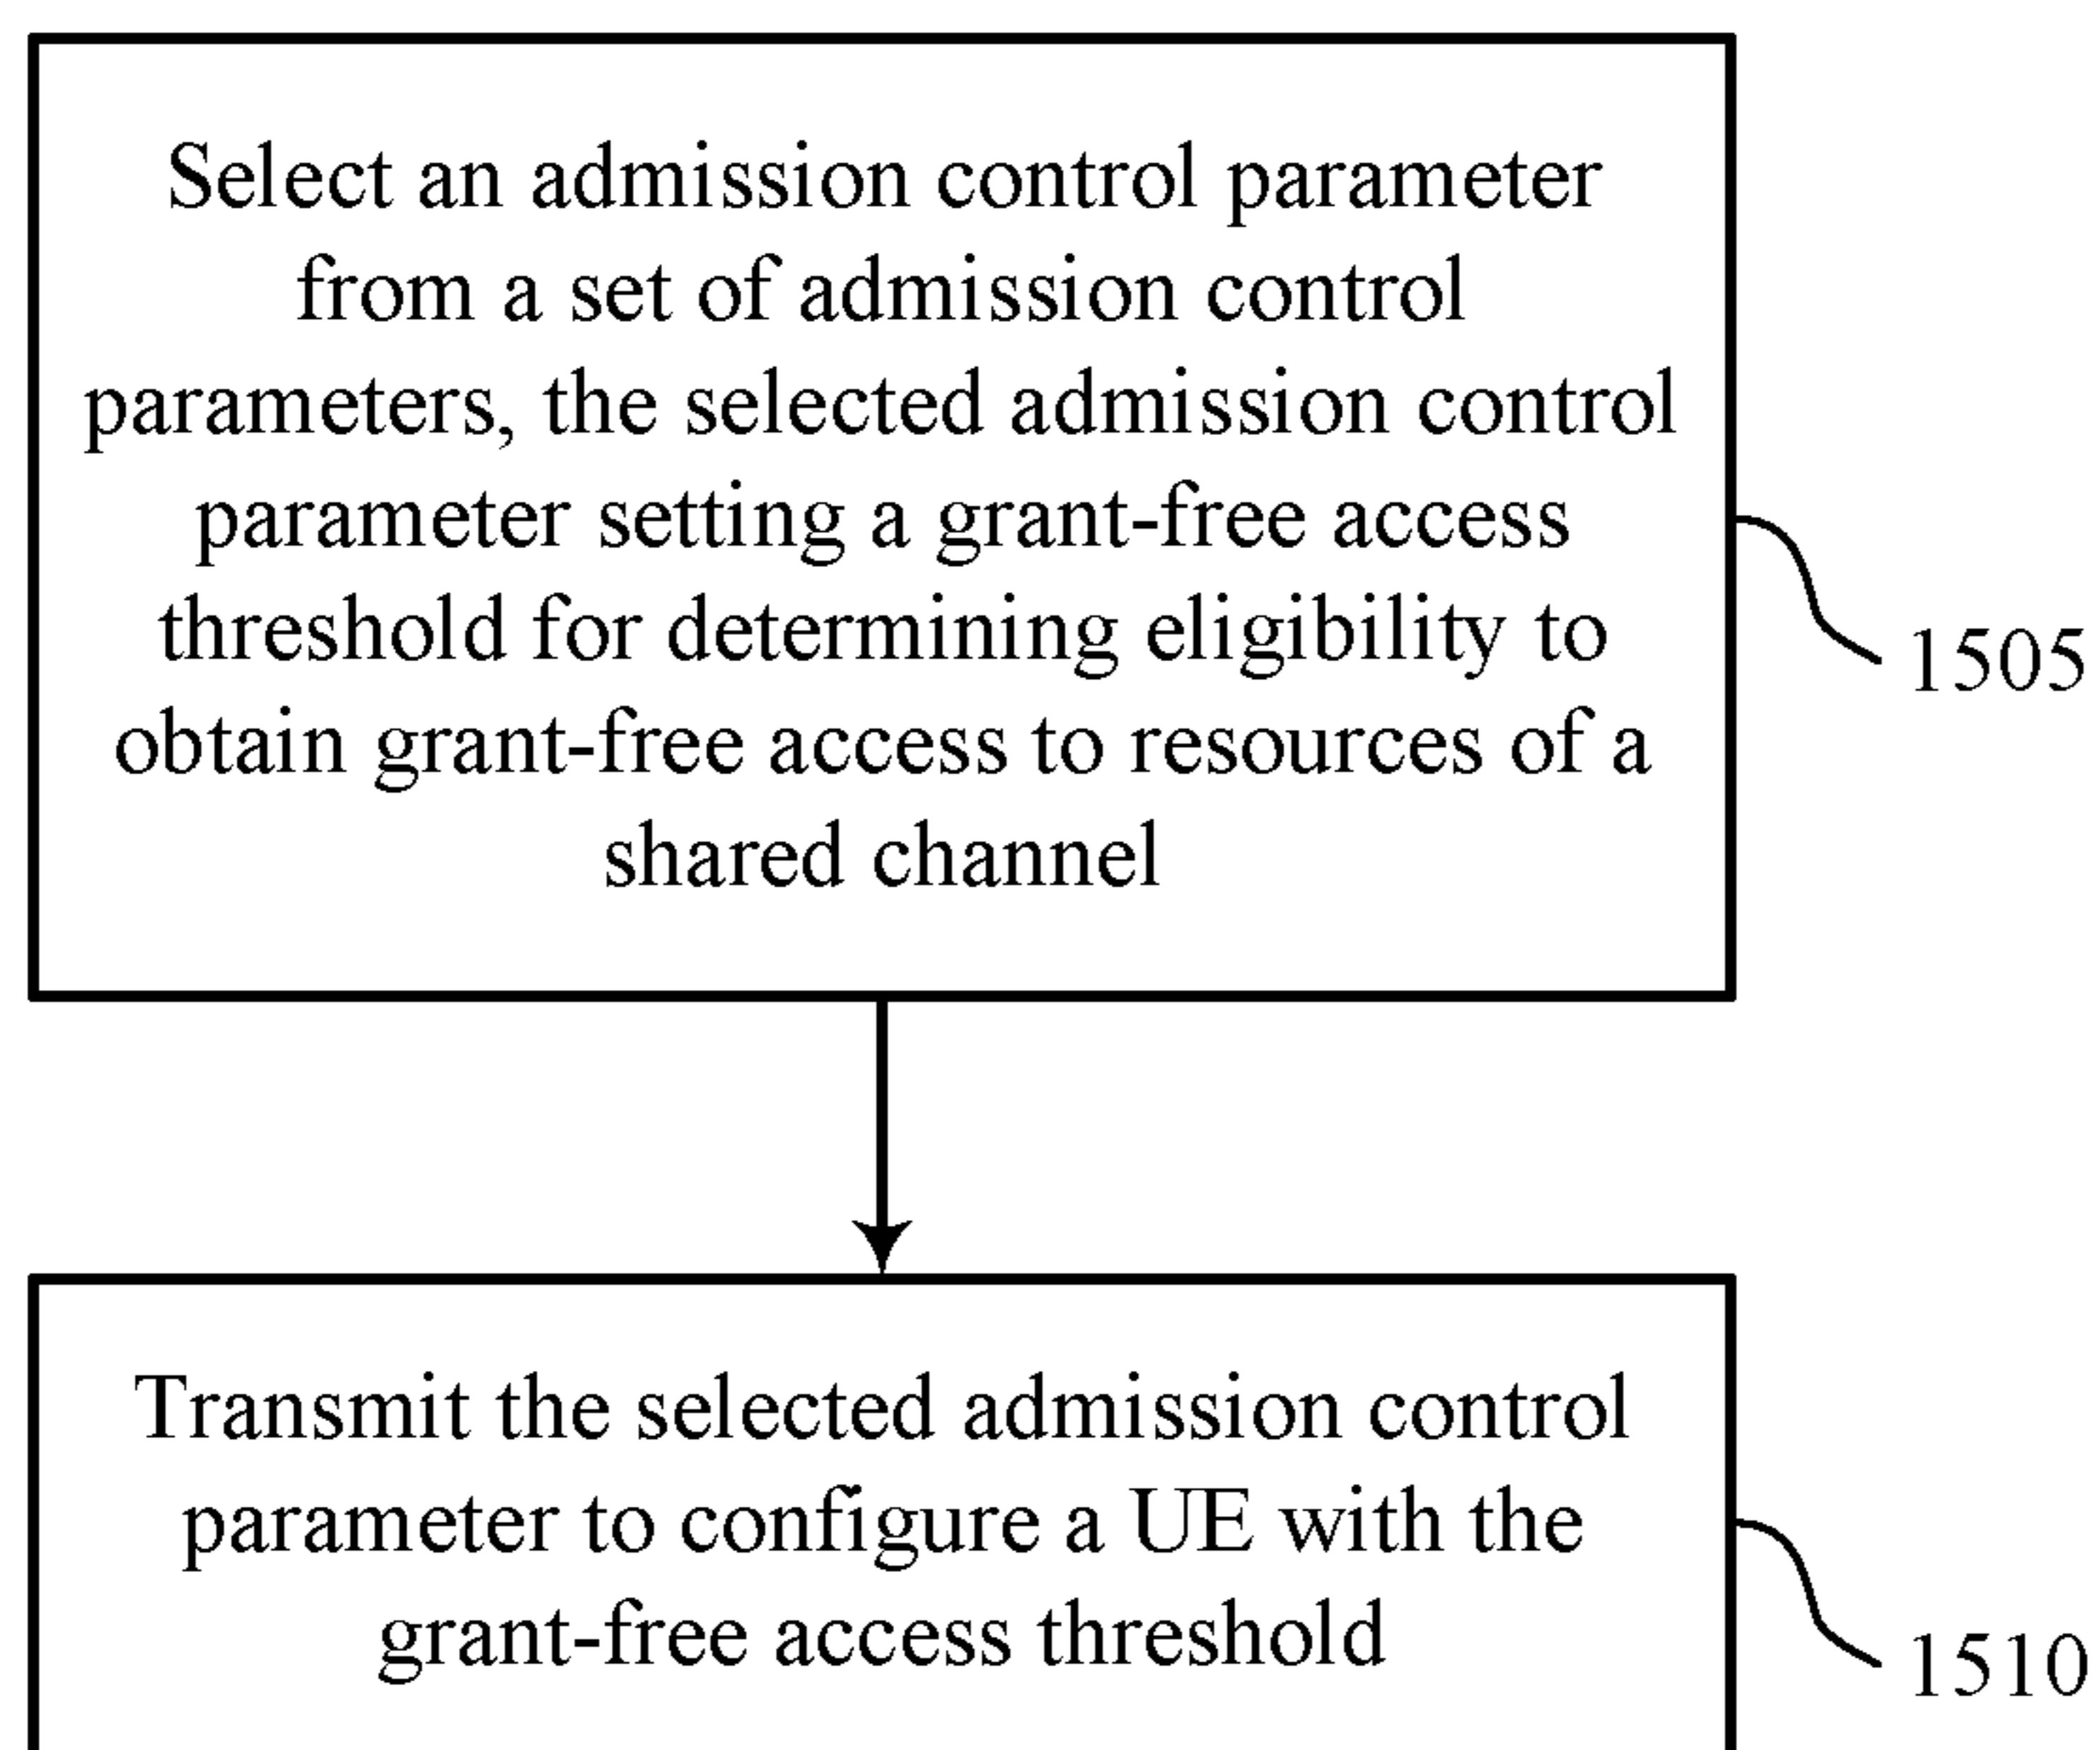 Select an admission control parameter
from a set of admission control
parameters, the selected admission control
parameter setting a grant-free access
threshold for determining eligibility to
obtain grant-free access to resources of a
shared channel
1505
Transmit the selected admission control
parameter to configure a UE with the
grant-free access threshold
1510